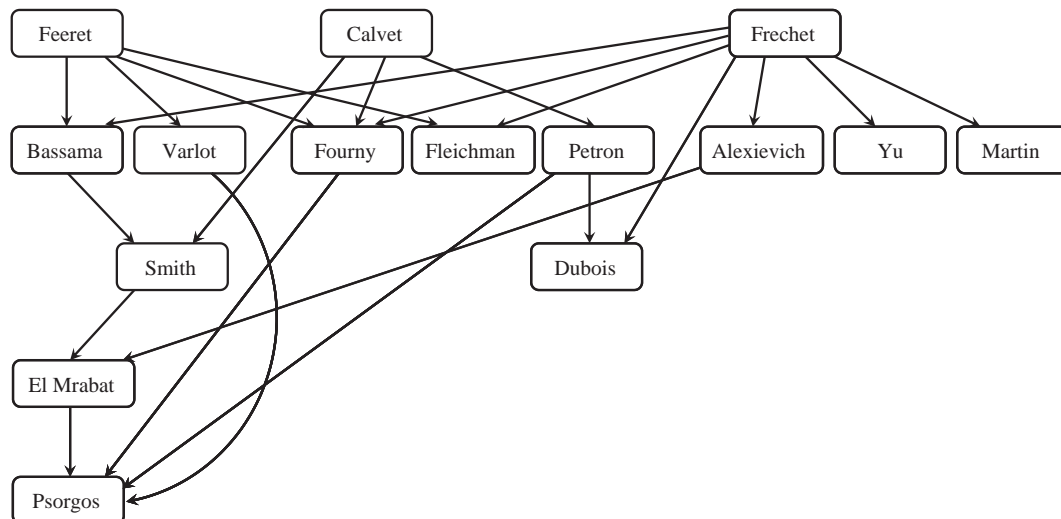 Feeret
Calvet
Frechet
Bassama
Varlot
Fourny
Fleichman
Petron
Alexievich
Yu
Martin
Smith
Dubois
El Mrabat
Psorgos